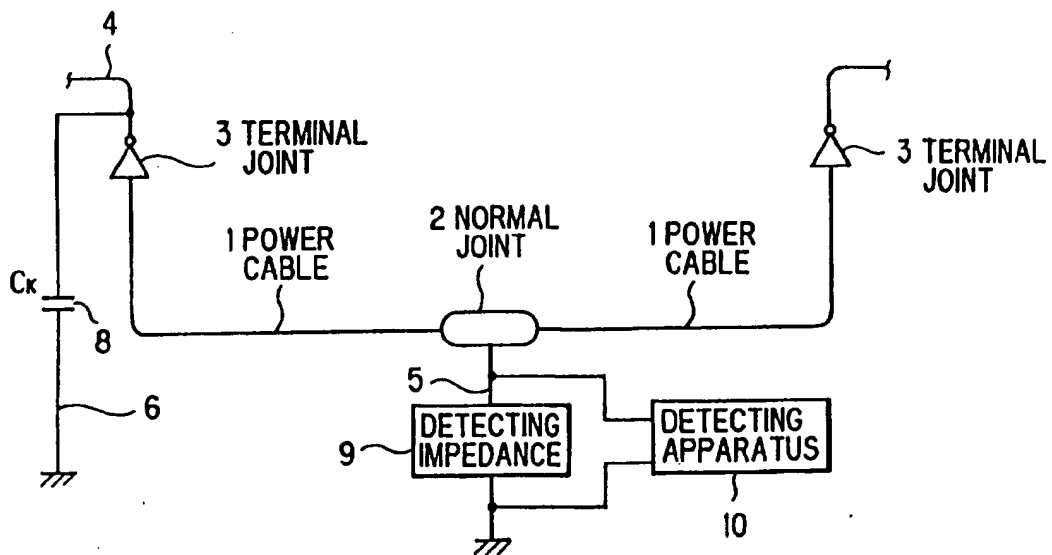 4
3 TERMINAL
JOINT
3 TERMINAL
JOINT
2 NORMAL
JOINT
1 POWER
CABLE
1 POWER
CABLE
CK
8
6
5
9
DETECTING
IMPEDANCE
DETECTING
APPARATUS
10